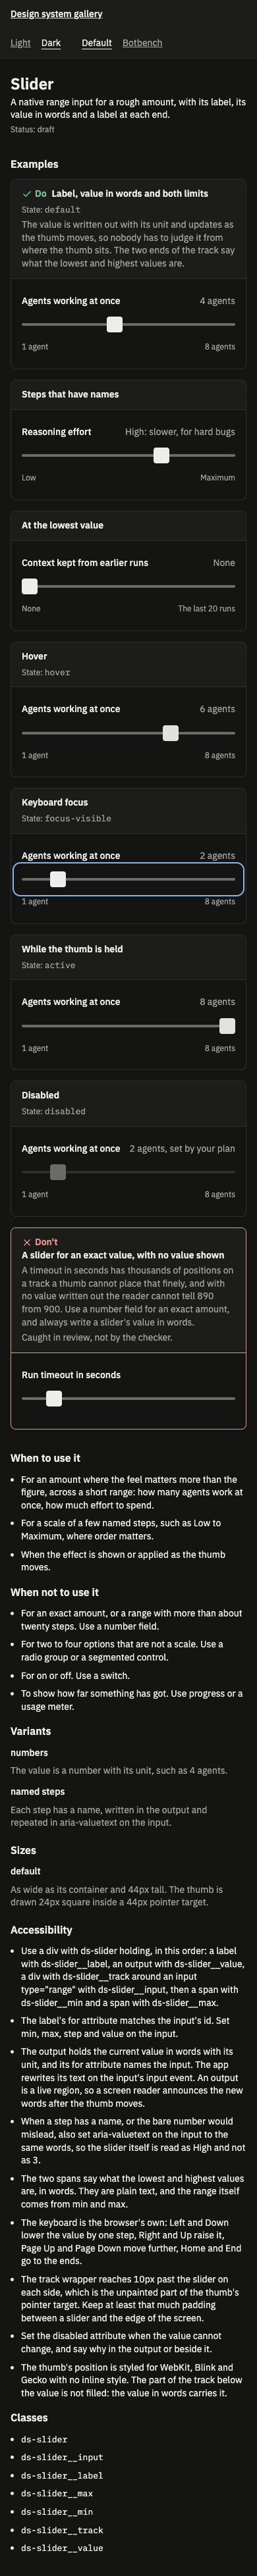 Design system gallery
Light Dark Default Botbench
Slider
A native range input for a rough amount, with its label, its
value in words and a label at each end.
Status: draft
Examples
Do Label, value in words and both limits
State: default
The value is written out with its unit and updates as
the thumb moves, so nobody has to judge it from
where the thumb sits. The two ends of the track say
what the lowest and highest values are.
Agents working at once 4 agents
1 agent 8 agents
Steps that have names
Reasoning effort High: slower, for hard bugs
Low Maximum
At the lowest value
Context kept from earlier runs None
None The last 20 runs
Hover
State: hover
Agents working at once 6 agents
1 agent 8 agents
Keyboard focus
State: focus-visible
Agents working at once 2 agents
1 agent 8 agents
While the thumb is held
State: active
Agents working at once 8 agents
1 agent 8 agents
Disabled
State: disabled
Agents working at once 2 agents, set by your plan
1 agent 8 agents
Don't
A slider for an exact value, with no value shown
A timeout in seconds has thousands of positions on
a track a thumb cannot place that finely, and with
no value written out the reader cannot tell 890
from 900. Use a number field for an exact amount,
and always write a slider's value in words.
Caught in review, not by the checker.
Run timeout in seconds
When to use it
• For an amount where the feel matters more than the
figure, across a short range: how many agents work at
once, how much effort to spend.
• For a scale of a few named steps, such as Low to
Maximum, where order matters.
• When the effect is shown or applied as the thumb
moves.
When not to use it
• For an exact amount, or a range with more than about
twenty steps. Use a number field.
• For two to four options that are not a scale. Use a
radio group or a segmented control.
• For on or off. Use a switch.
• To show how far something has got. Use progress or a
usage meter.
Variants
numbers
The value is a number with its unit, such as 4 agents.
named steps
Each step has a name, written in the output and
repeated in aria-valuetext on the input.
Sizes
default
As wide as its container and 44px tall. The thumb is
drawn 24px square inside a 44px pointer target.
Accessibility
• Use a div with ds-slider holding, in this order: a label
with ds-slider__label, an output with ds-slider__value,
a div with ds-slider__track around an input
type="range" with ds-slider__input, then a span with
ds-slider__min and a span with ds-slider__max.
• The label's for attribute matches the input's id. Set
min, max, step and value on the input.
• The output holds the current value in words with its
unit, and its for attribute names the input. The app
rewrites its text on the input's input event. An output
is a live region, so a screen reader announces the new
words after the thumb moves.
• When a step has a name, or the bare number would
mislead, also set aria-valuetext on the input to the
same words, so the slider itself is read as High and not
as 3.
• The two spans say what the lowest and highest values
are, in words. They are plain text, and the range itself
comes from min and max.
• The keyboard is the browser's own: Left and Down
lower the value by one step, Right and Up raise it,
Page Up and Page Down move further, Home and End
go to the ends.
• The track wrapper reaches 10px past the slider on
each side, which is the unpainted part of the thumb's
pointer target. Keep at least that much padding
between a slider and the edge of the screen.
• Set the disabled attribute when the value cannot
change, and say why in the output or beside it.
• The thumb's position is styled for WebKit, Blink and
Gecko with no inline style. The part of the track below
the value is not filled: the value in words carries it.
Classes
• ds-slider
• ds-slider__input
• ds-slider__label
• ds-slider__max
• ds-slider__min
• ds-slider__track
• ds-slider__value